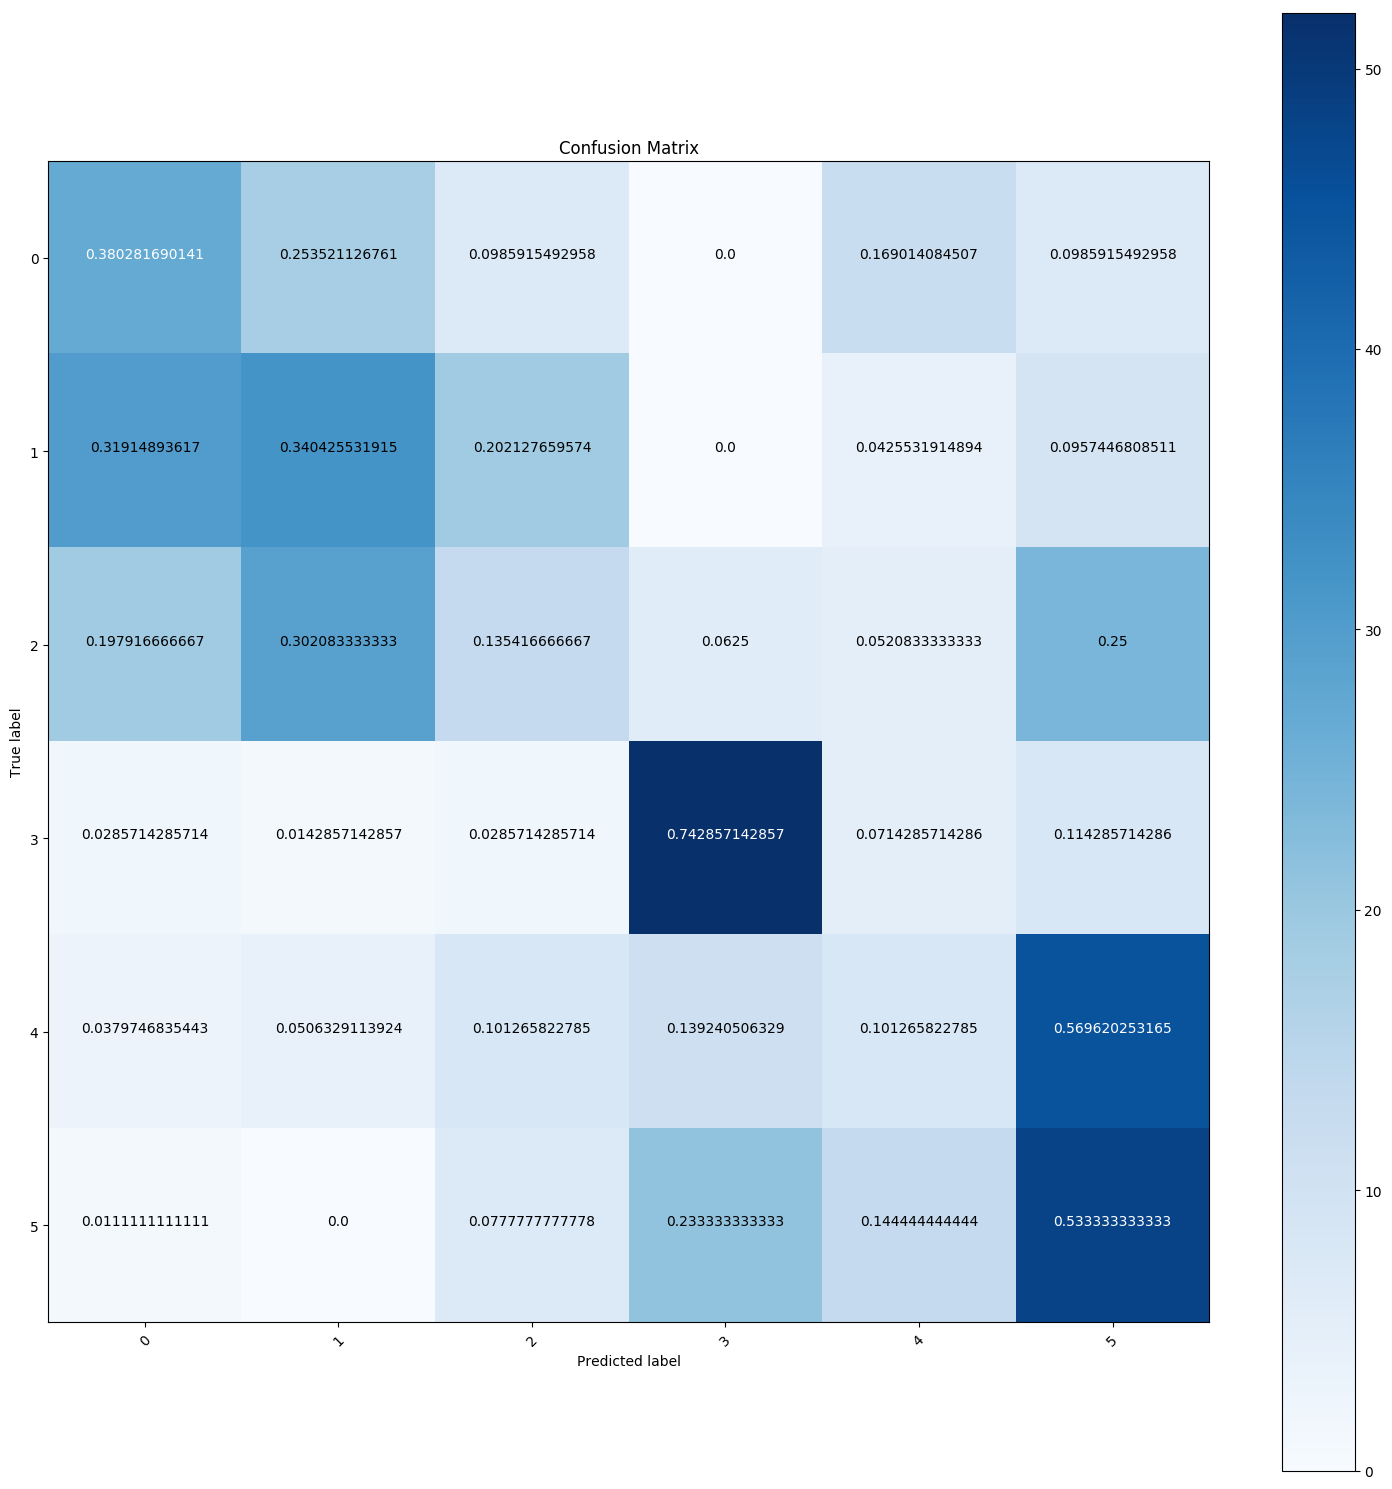 Confusion Matrix
0 0.380281690141 0.253521126761 0.0985915492958 0.0 0.169014084507 0.0985915492958
1 0.31914893617 0.340425531915 0.202127659574 0.0 0.0425531914894 0.0957446808511
2 0.197916666667 0.302083333333 0.135416666667 0.0625 0.0520833333333 0.25
3 0.0285714285714 0.0142857142857 0.0285714285714 0.742857142857 0.0714285714286 0.114285714286
4 0.0379746835443 0.0506329113924 0.101265822785 0.139240506329 0.101265822785 0.569620253165
5 0.0111111111111 0.0 0.0777777777778 0.233333333333 0.144444444444 0.533333333333
0 1 2 3 4 5
Predicted label
True label
50
40
30
20
10
0